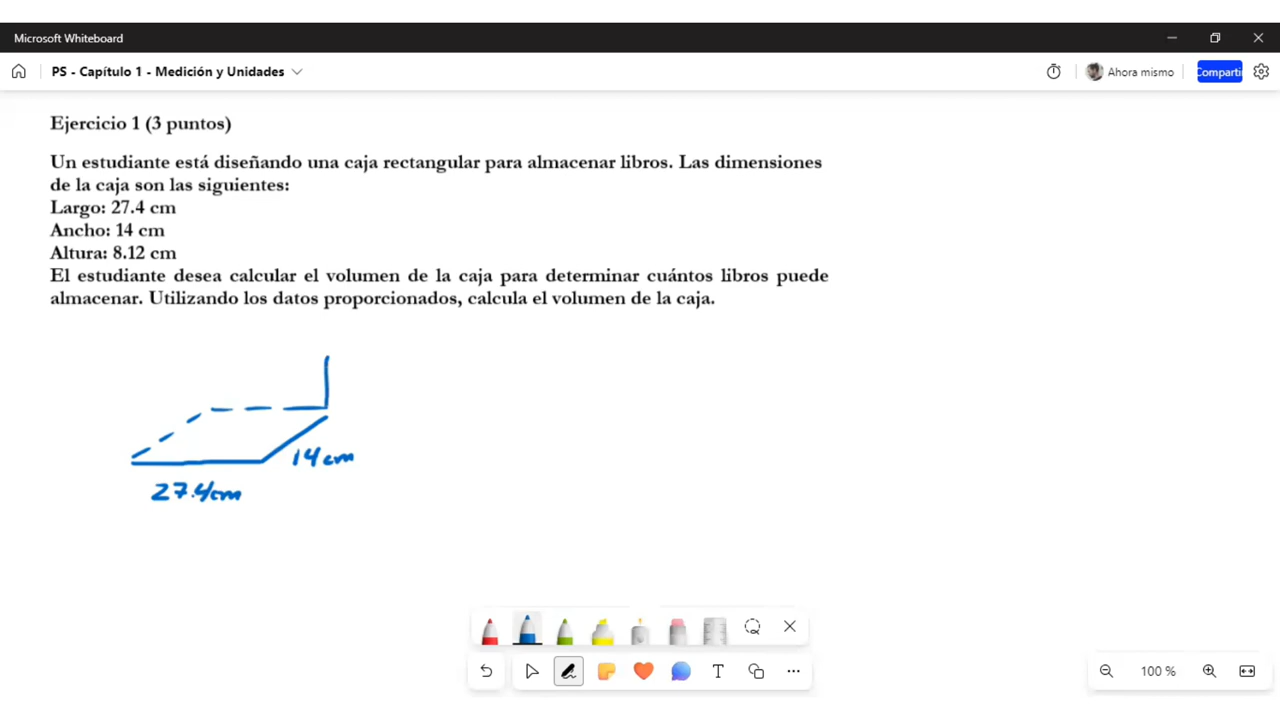 Microsoft Whiteboard
PS - Capítulo 1 - Medición y Unidades
Ahora mismo
Comparti
Ejercicio 1 (3 puntos)
Un estudiante está diseñando una caja rectangular para almacenar libros. Las dimensiones
de la caja son las siguientes:
Largo: 27.4 cm
Ancho: 14 cm
Altura: 8.12 cm
El estudiante desea calcular el volumen de la caja para determinar cuántos libros puede
almacenar. Utilizando los datos proporcionados, calcula el volumen de la caja.
14cm
27.4cm
100 %